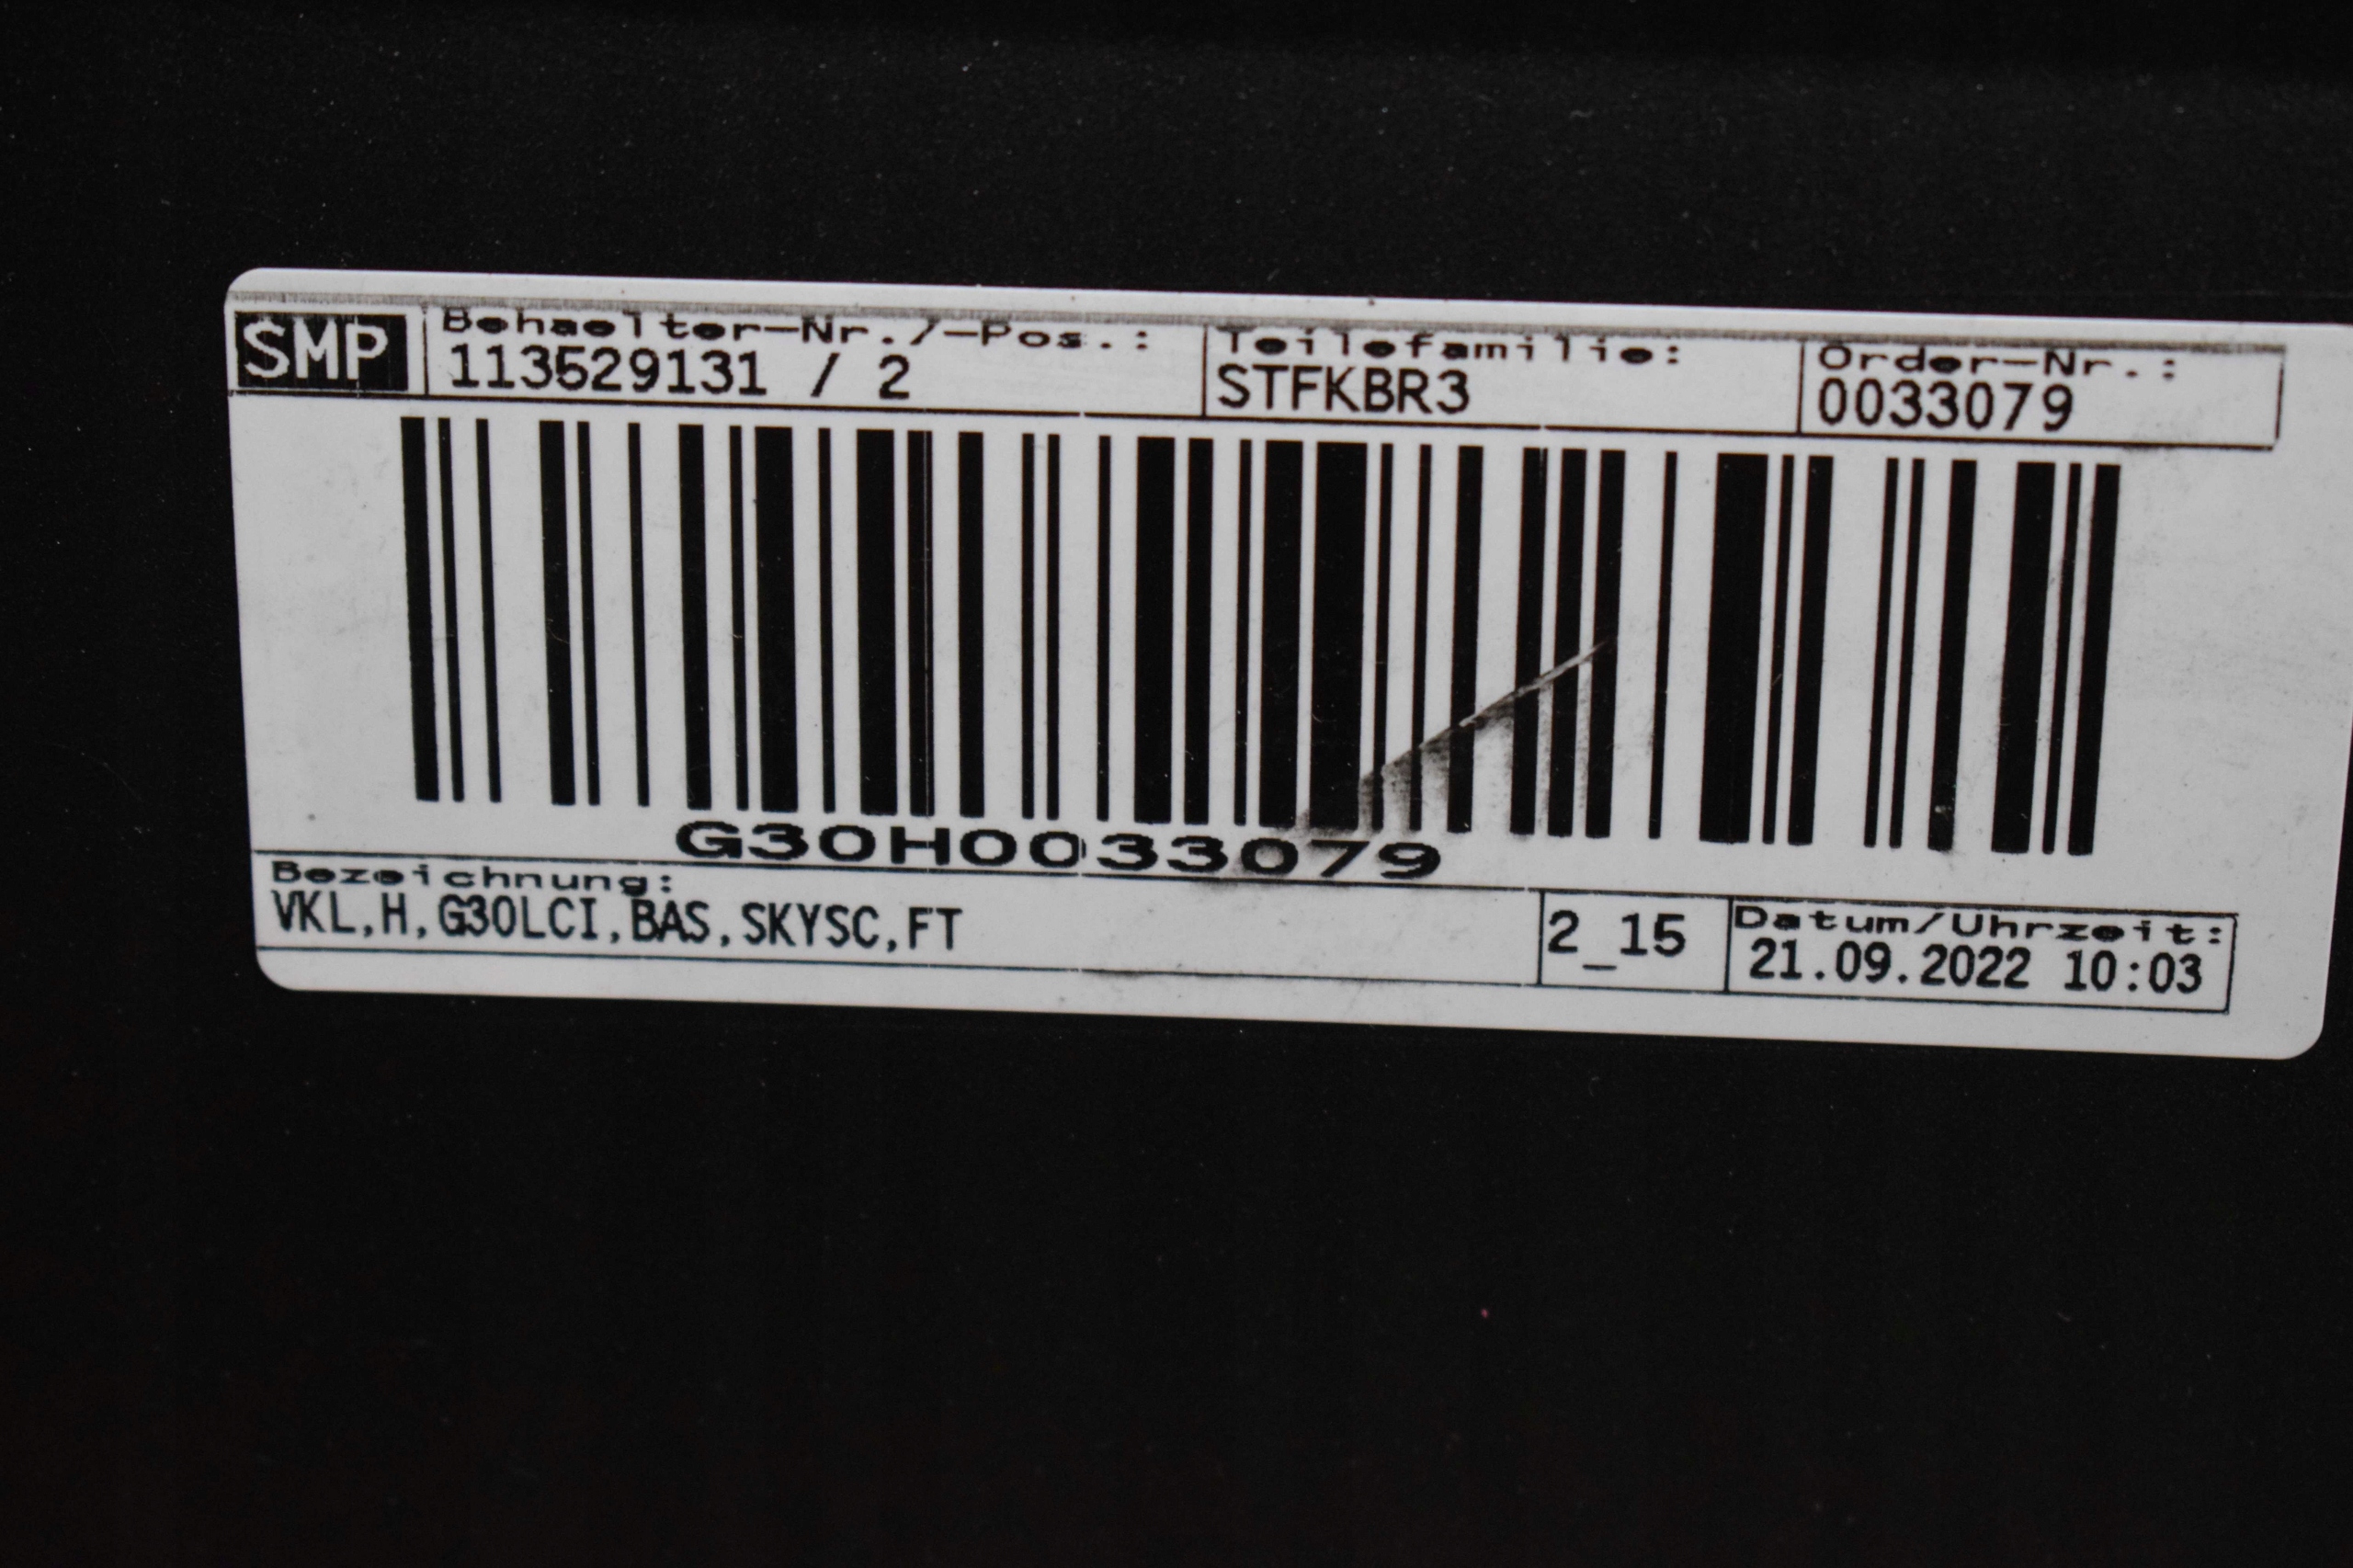 SMP
Behaelter-Nr./-Pos.:
113529131 / 2
Teilefamilie:
STFKBR3
Order-Nr.:
0033079
G30H0033079
Bezeichnung:
VKL,H,G30LCI,BAS,SKYSC,FT
2_15
Datum/Uhrzeit:
21.09.2022 10:03